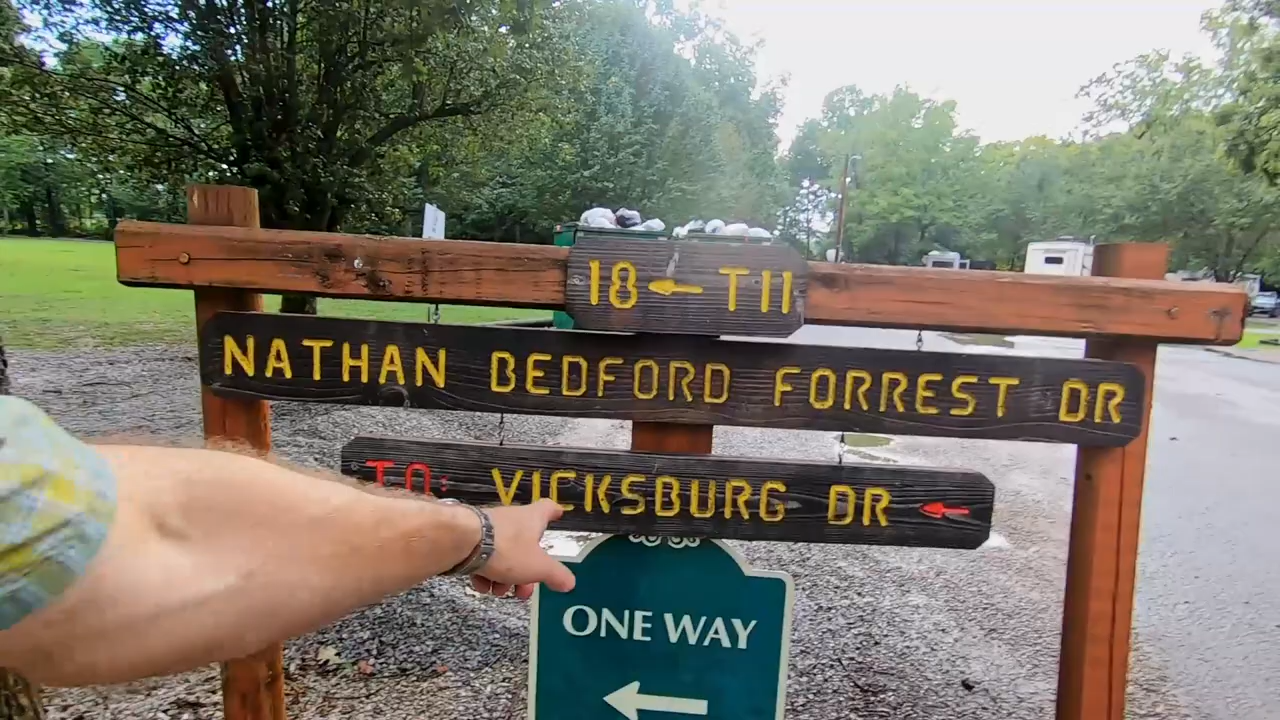 18 ← T11
NATHAN BEDFORD FORREST DR
TO: VICKSBURG DR ←
ONE WAY
←